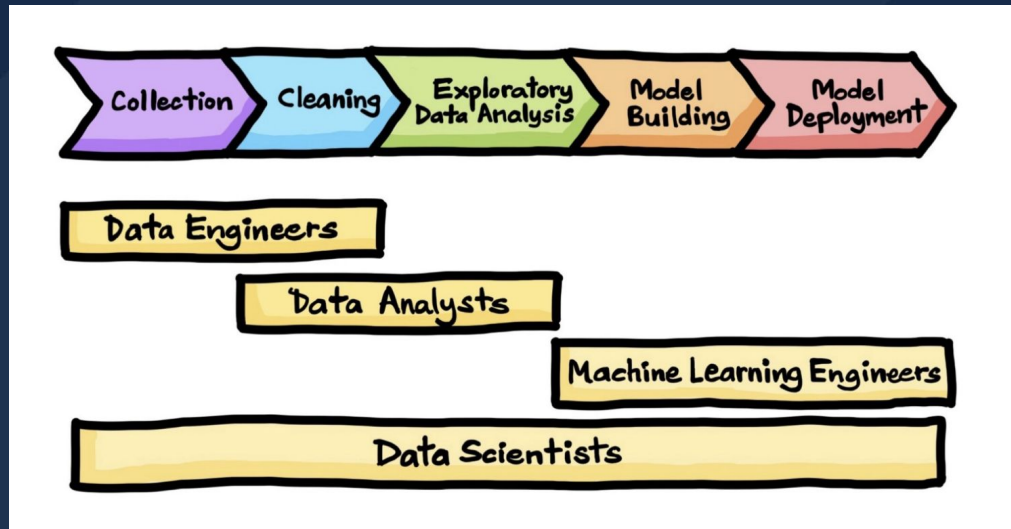 Collection
Cleaning
Exploratory
Data Analysis
Model
Building
Model
Deployment
Data Engineers
Data Analysts
Machine Learning Engineers
Data Scientists